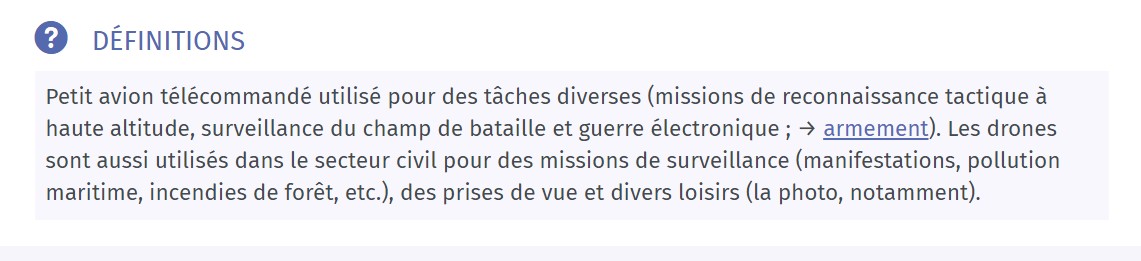 ?
DÉFINITIONS
Petit avion télécommandé utilisé pour des tâches diverses (missions de reconnaissance tactique à
haute altitude, surveillance du champ de bataille et guerre électronique ; → armement). Les drones
sont aussi utilisés dans le secteur civil pour des missions de surveillance (manifestations, pollution
maritime, incendies de forêt, etc.), des prises de vue et divers loisirs (la photo, notamment).